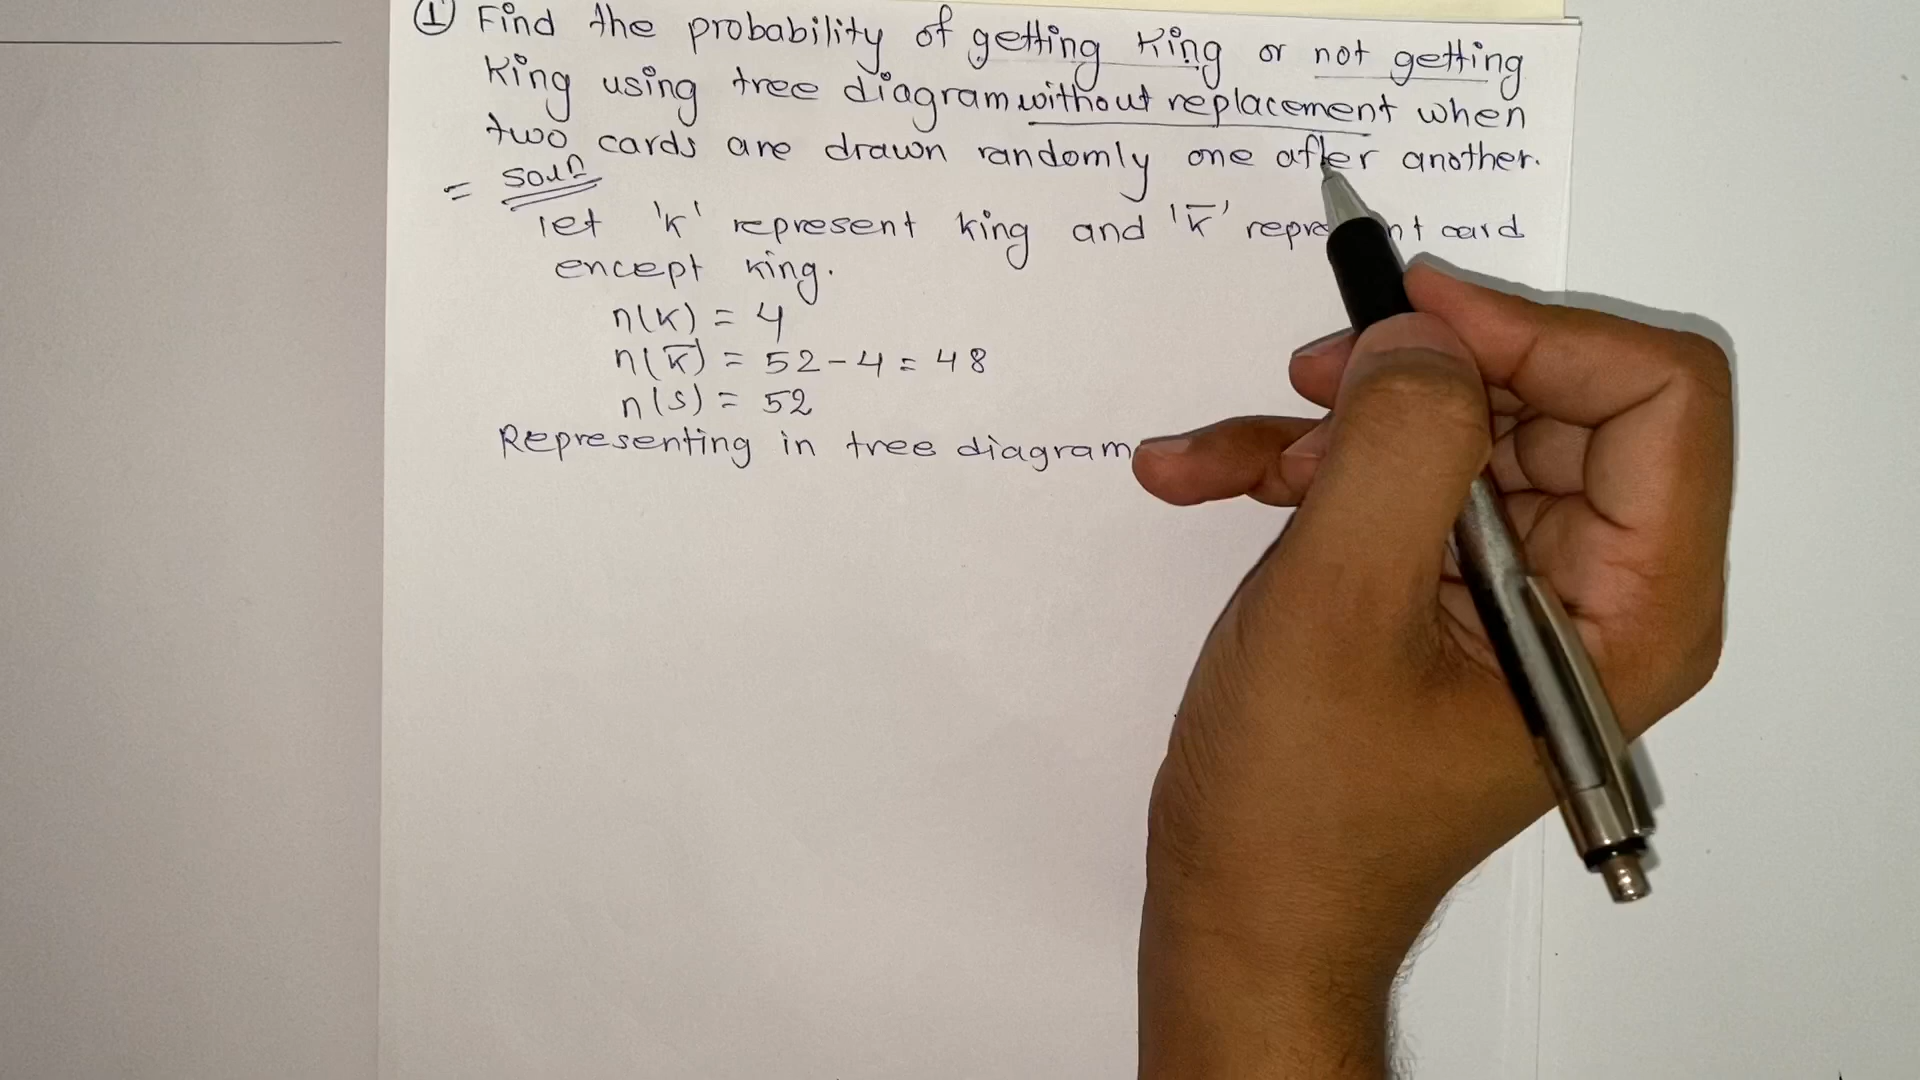 ① Find the probability of getting King or not getting
King using tree diagram without replacement when
two cards are drawn randomly one after another.
= Solⁿ
let 'K' represent king and 'K̅' represent card
encept king.
n(K) = 4
n(K̅) = 52 - 4 = 48
n(S) = 52
Representing in tree diagram